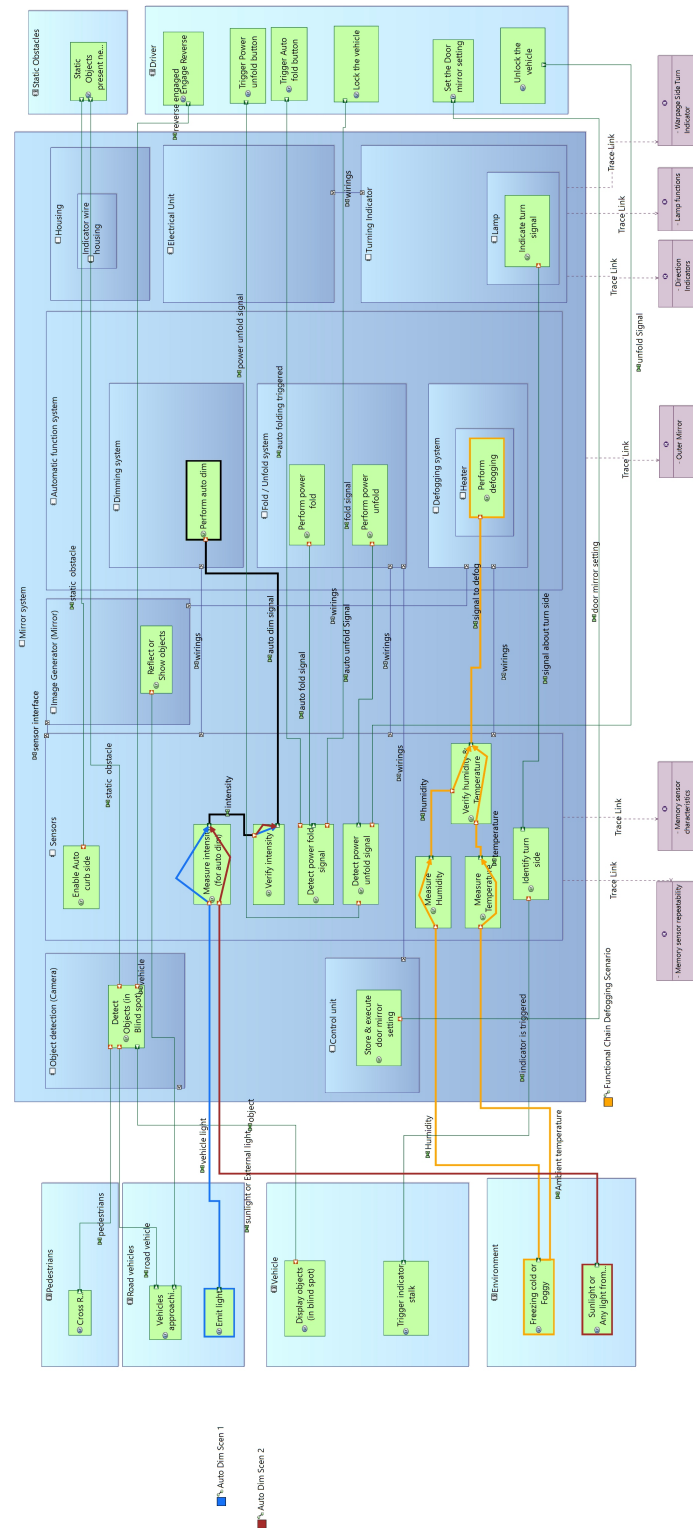 Static Obstacles
Static
Objects
present ne...
Driver
Engage Reverse
reverse engaged
Trigger Power
unfold button
Trigger Auto
fold button
Lock the vehicle
Set the Door
mirror setting
Unlock the
vehicle
- Warpage Side Turn
Indicator
- Lamp functions
- Direction
Indicators
- Outer Mirror
- Memory sensor
characteristics
- Memory sensor repeatability
Trace Link
Trace Link
Trace Link
Trace Link
Trace Link
Trace Link
Mirror system
Housing
Indicator wire
housing
Electrical Unit
wirings
Turning Indicator
Lamp
Indicate turn
signal
power unfold signal
unfold Signal
Automatic function system
Dimming system
Perform auto dim
Fold / Unfold system
auto folding triggered
Perform power
fold
fold signal
Perform power
unfold
Defogging system
Heater
Perform
defogging
static obstacle
Image Generator (Mirror)
Reflect or
Show objects
wirings
auto dim signal
auto fold signal
wirings
auto unfold Signal
wirings
signal to defog
wirings
signal about turn side
door mirror setting
sensor interface
static obstacle
Sensors
Enable Auto
curb side
Measure intensity
(for auto dim)
intensity
Verify intensity
Detect power fold
signal
Detect power
unfold signal
wirings
humidity
Verify humidity
Temperature
Measure
Humidity
Measure
Temperature
temperature
Identify turn
side
Object detection (Camera)
Detect
Objects (in
Blind spot)
vehicle
Control unit
Store & execute
door mirror
setting
indicator is triggered
Functional Chain Defogging Scenario
vehicle light
object
sunlight or External light
Humidity
Ambient temperature
Pedestrians
Cross R...
pedestrians
Road vehicles
road vehicle
Vehicles
approachi...
Emit light
Vehicle
Display objects
(in blind spot)
Trigger indicator
stalk
Environment
Freezing cold or
Foggy
Sunlight or
Any light from...
Auto Dim Scen 1
Auto Dim Scen 2